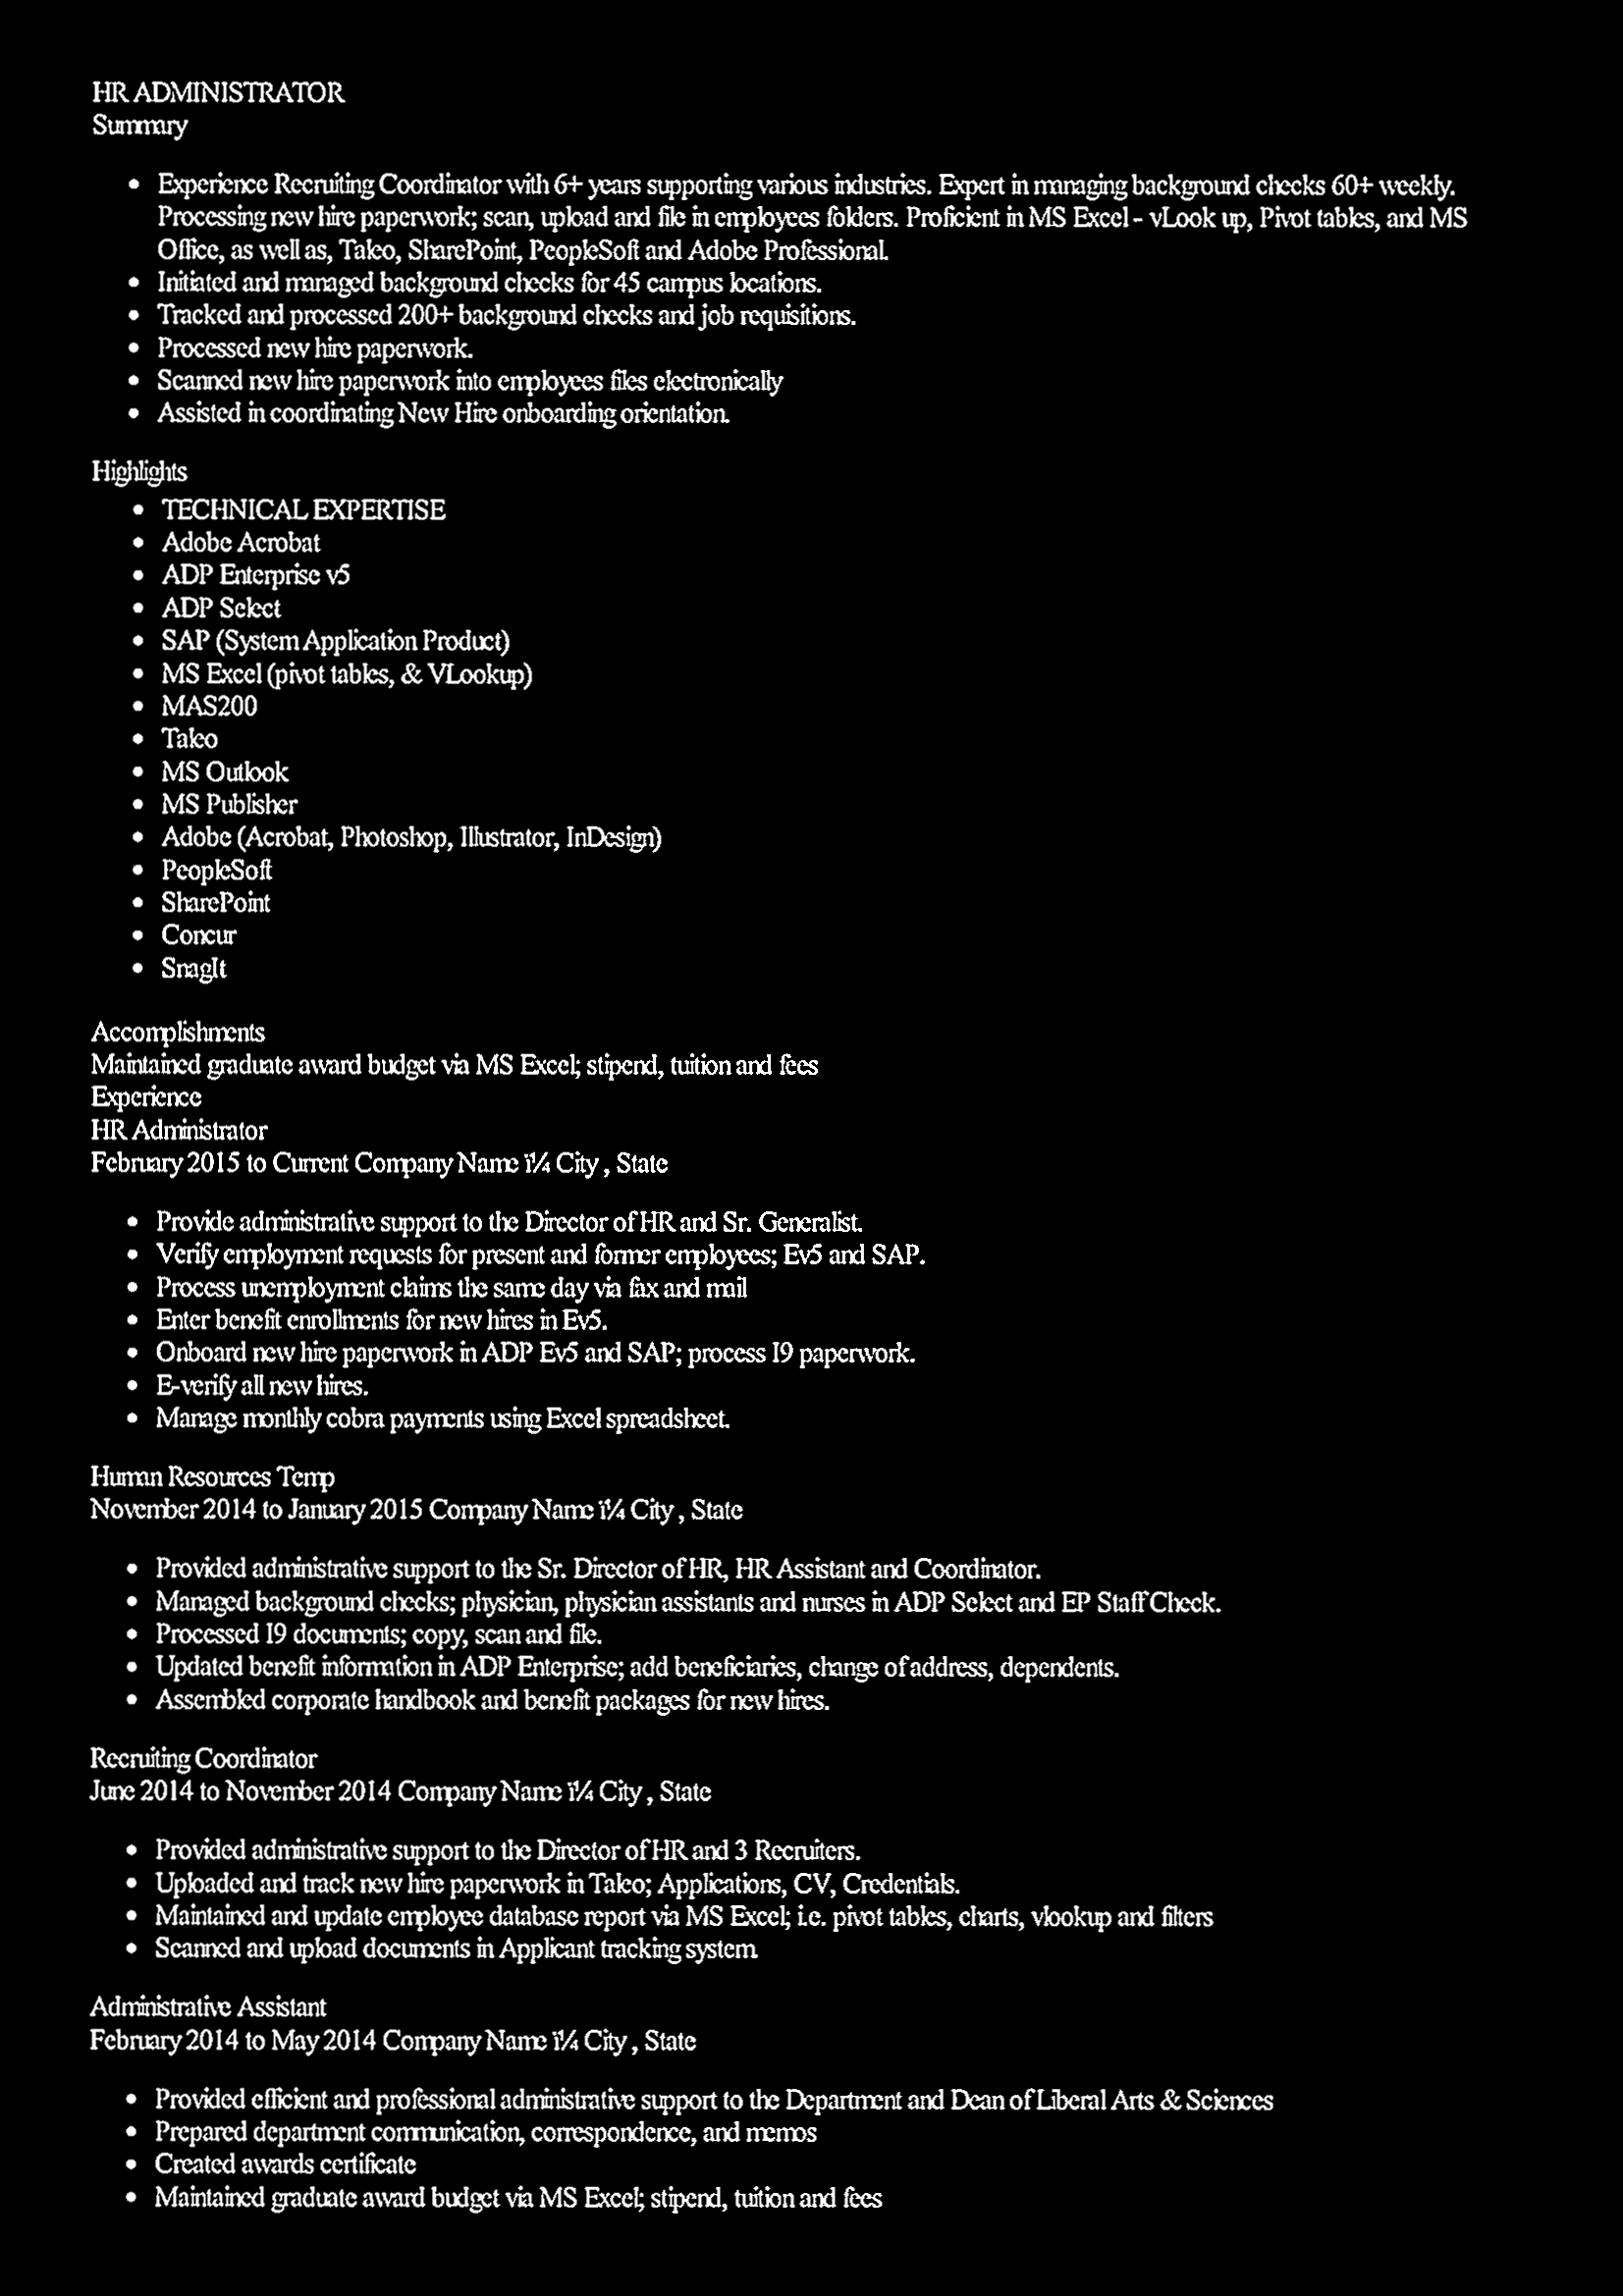 HR ADMINISTRATOR
Summary
• Experience Recruiting Coordinator with 6+ years supporting various industries. Expert in managing background checks 60+ weekly.
Processing new hire paperwork; scan, upload and file in employees folders. Proficient in MS Excel - vLook up, Pivot tables, and MS
Office, as well as, Taleo, SharePoint, PeopleSoft and Adobe Professional.
• Initiated and managed background checks for 45 campus locations.
• Tracked and processed 200+ background checks and job requisitions.
• Processed new hire paperwork.
• Scanned new hire paperwork into employees files electronically
• Assisted in coordinating New Hire onboarding orientation.
Highlights
• TECHNICAL EXPERTISE
• Adobe Acrobat
• ADP Enterprise v5
• ADP Select
• SAP (System Application Product)
• MS Excel (pivot tables, & VLookup)
• MAS200
• Taleo
• MS Outlook
• MS Publisher
• Adobe (Acrobat, Photoshop, Illustrator, InDesign)
• PeopleSoft
• SharePoint
• Concur
• SnagIt
Accomplishments
Maintained graduate award budget via MS Excel; stipend, tuition and fees
Experience
HR Administrator
February 2015 to Current Company Name ï¼ City , State
• Provide administrative support to the Director of HR and Sr. Generalist.
• Verify employment requests for present and former employees; Ev5 and SAP.
• Process unemployment claims the same day via fax and mail
• Enter benefit enrollments for new hires in Ev5.
• Onboard new hire paperwork in ADP Ev5 and SAP; process I9 paperwork.
• E-verify all new hires.
• Manage monthly cobra payments using Excel spreadsheet.
Human Resources Temp
November 2014 to January 2015 Company Name ï¼ City , State
• Provided administrative support to the Sr. Director of HR, HR Assistant and Coordinator.
• Managed background checks; physician, physician assistants and nurses in ADP Select and EP Staff Check.
• Processed I9 documents; copy, scan and file.
• Updated benefit information in ADP Enterprise; add beneficiaries, change of address, dependents.
• Assembled corporate handbook and benefit packages for new hires.
Recruiting Coordinator
June 2014 to November 2014 Company Name ï¼ City , State
• Provided administrative support to the Director of HR and 3 Recruiters.
• Uploaded and track new hire paperwork in Taleo; Applications, CV, Credentials.
• Maintained and update employee database report via MS Excel; i.e. pivot tables, charts, vlookup and filters
• Scanned and upload documents in Applicant tracking system.
Administrative Assistant
February 2014 to May 2014 Company Name ï¼ City , State
• Provided efficient and professional administrative support to the Department and Dean of Liberal Arts & Sciences
• Prepared department communication, correspondence, and memos
• Created awards certificate
• Maintained graduate award budget via MS Excel; stipend, tuition and fees